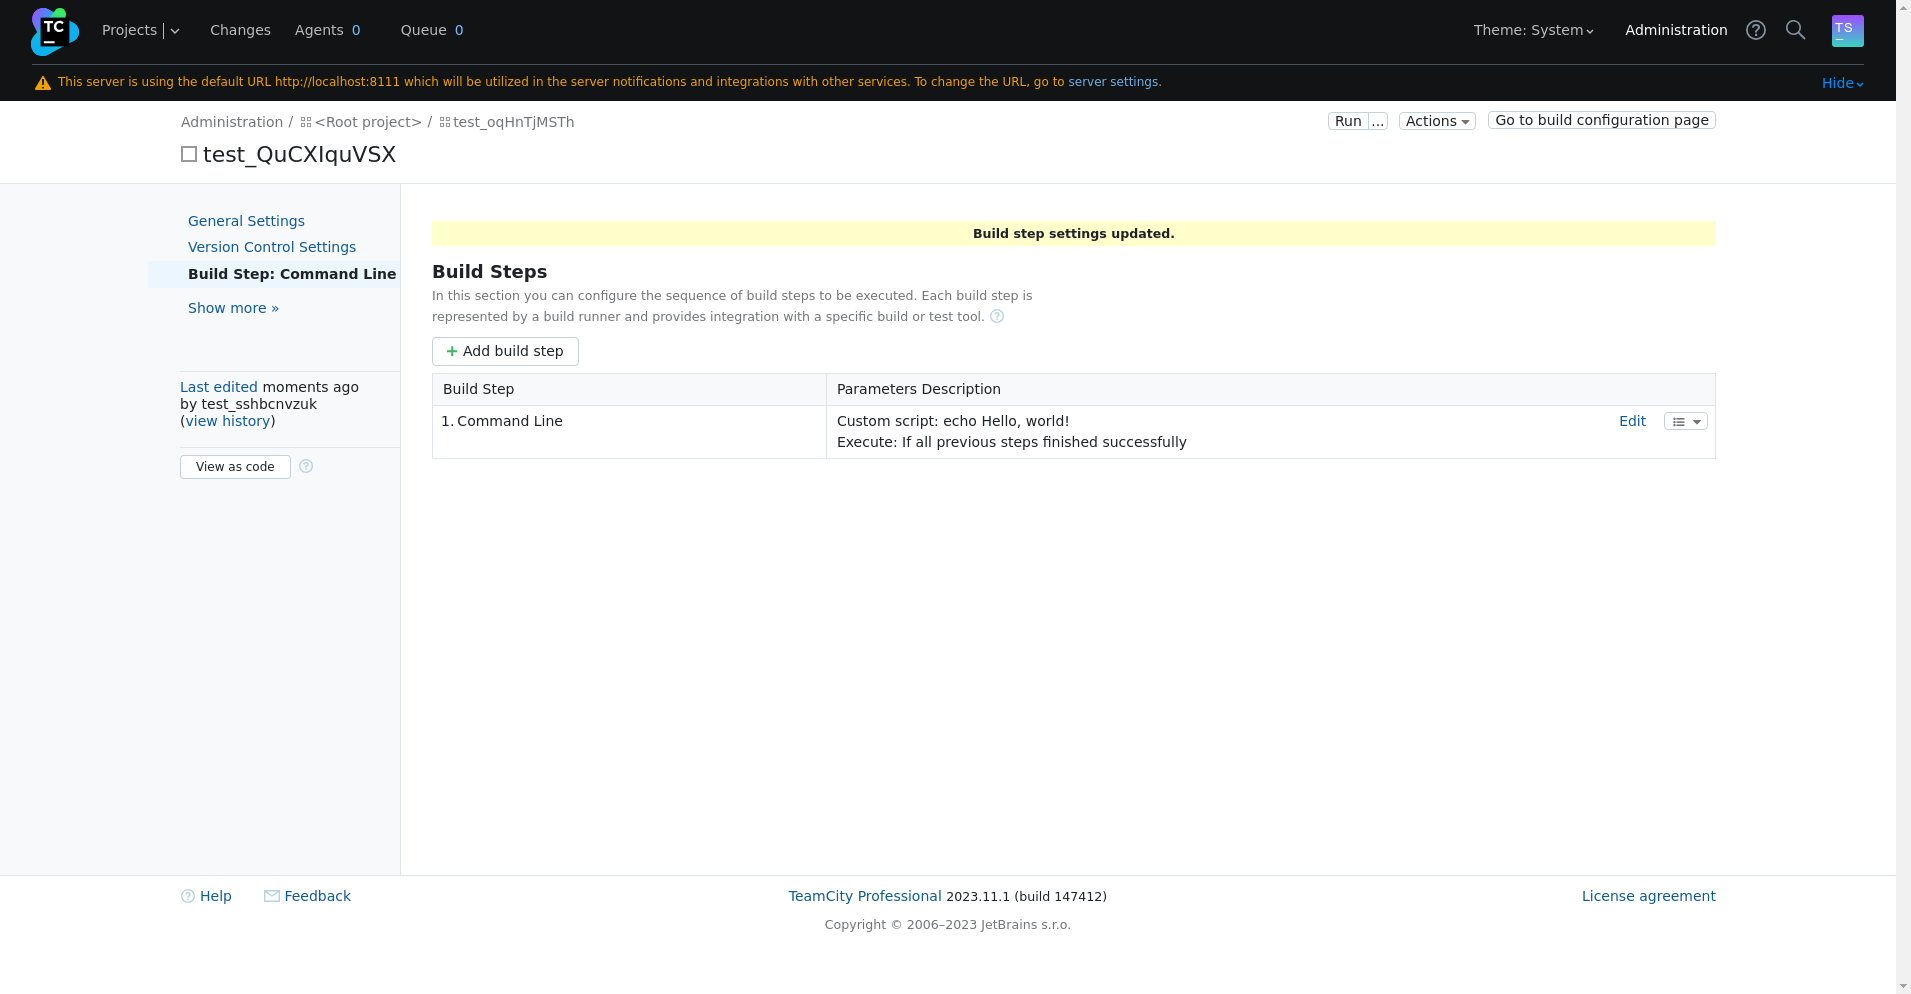 TC
Projects
Changes
Agents 0
Queue 0
Theme: System
Administration
TS
This server is using the default URL http://localhost:8111 which will be utilized in the server notifications and integrations with other services. To change the URL, go to server settings.
Hide
Administration / <Root project> / test_oqHnTjMSTh
Run ...
Actions
Go to build configuration page
test_QuCXIquVSX
General Settings
Version Control Settings
Build Step: Command Line
Show more »
Last edited moments ago
by test_sshbcnvzuk
(view history)
View as code
?
Build step settings updated.
Build Steps
In this section you can configure the sequence of build steps to be executed. Each build step is
represented by a build runner and provides integration with a specific build or test tool. ?
+ Add build step
Build Step
Parameters Description
1. Command Line
Custom script: echo Hello, world!
Execute: If all previous steps finished successfully
Edit
? Help
Feedback
TeamCity Professional 2023.11.1 (build 147412)
License agreement
Copyright © 2006–2023 JetBrains s.r.o.